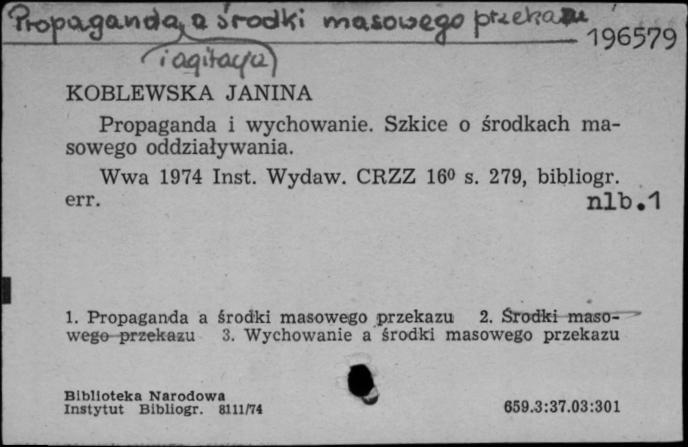 Propaganda a środki masowego przekazu
196579
i agitacja
KOBLEWSKA JANINA
Propaganda i wychowanie. Szkice o środkach ma-
sowego oddziaływania.
Wwa 1974 Inst. Wydaw. CRZZ 16⁰ s. 279, bibliogr.
err.
nlb.1
1. Propaganda a środki masowego przekazu 2. Środki maso-
wego przekazu 3. Wychowanie a środki masowego przekazu
Biblioteka Narodowa
Instytut Bibliogr. 8111/74
659.3:37.03:301